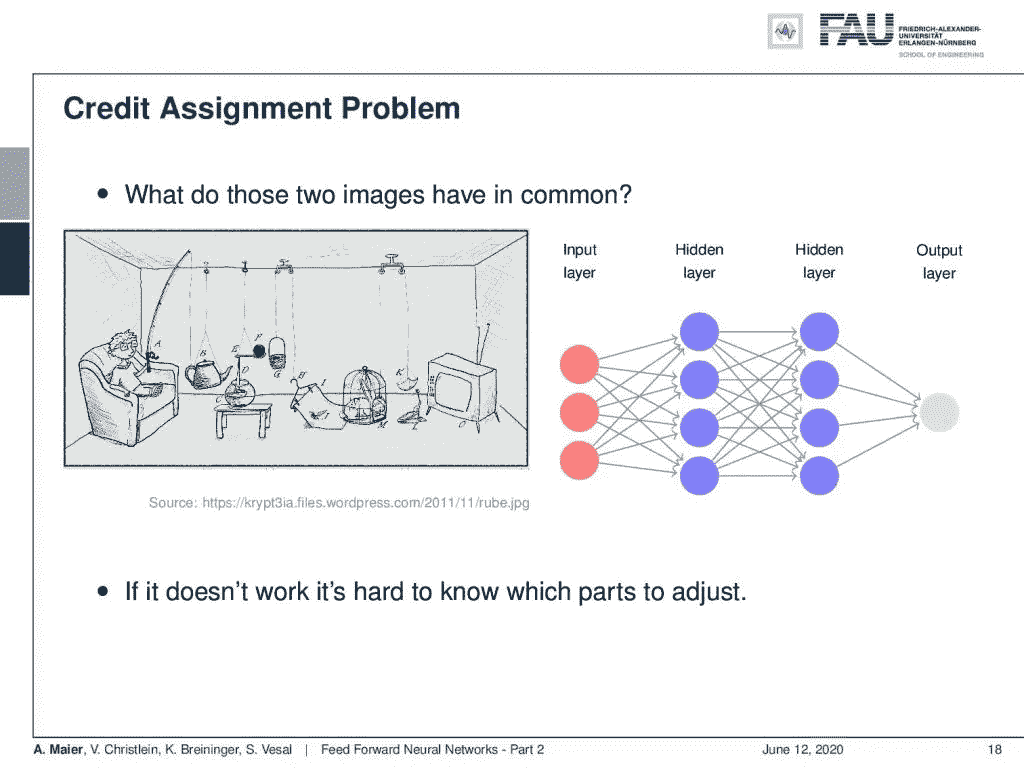 FAU
FRIEDRICH-ALEXANDER-
UNIVERSITÄT
ERLANGEN-NÜRNBERG
SCHOOL OF ENGINEERING
Credit Assignment Problem
• What do those two images have in common?
Input layer
Hidden layer
Hidden layer
Output layer
A
B
E
F
D
G
H
I
K
Source: https://krypt3ia.files.wordpress.com/2011/11/rube.jpg
• If it doesn't work it's hard to know which parts to adjust.
A. Maier, V. Christlein, K. Breininger, S. Vesal | Feed Forward Neural Networks - Part 2 June 12, 2020 18